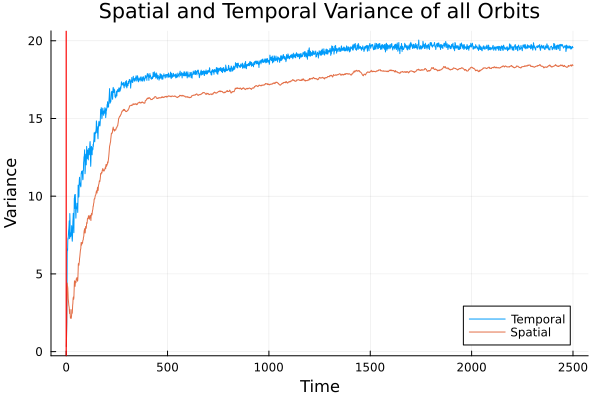 Spatial and Temporal Variance of all Orbits
20
15
10
5
0
Variance
0 500 1000 1500 2000 2500
Time
Temporal
Spatial